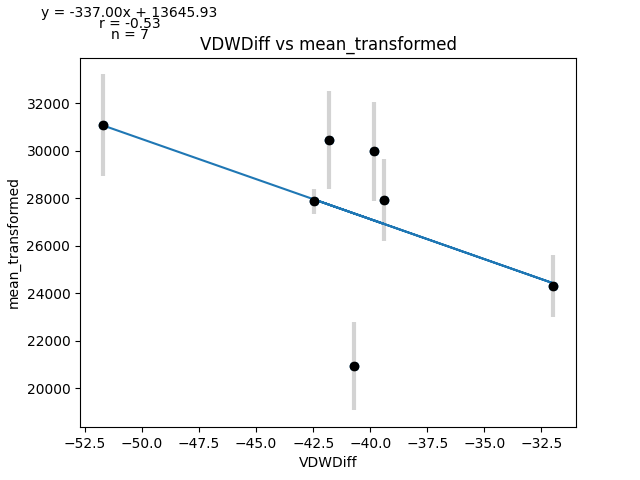 y = -337.00x + 13645.93
r = -0.53
n = 7
VDWDiff vs mean_transformed
mean_transformed
32000
30000
28000
26000
24000
22000
20000
−52.5 −50.0 −47.5 −45.0 −42.5 −40.0 −37.5 −35.0 −32.5
VDWDiff